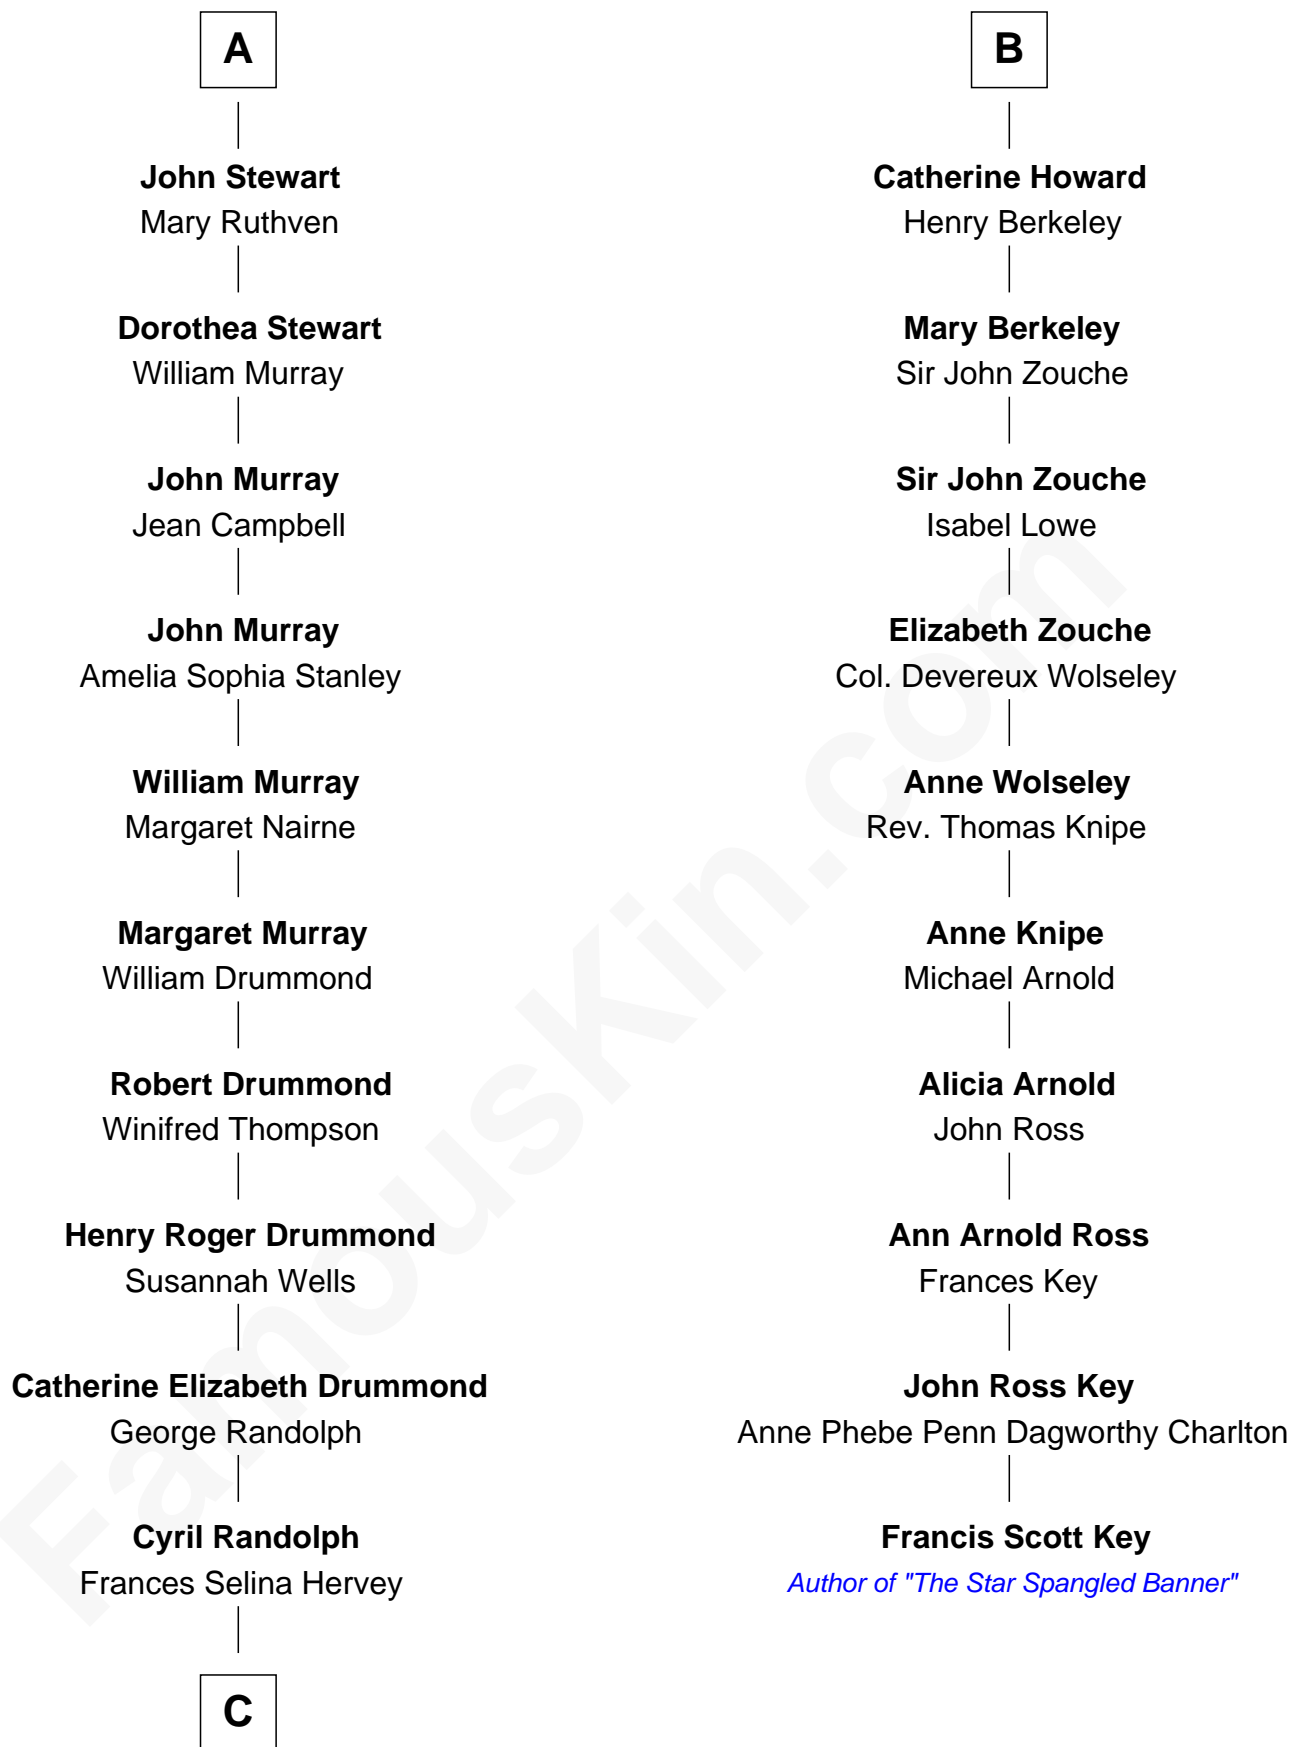 A
John Stewart
Mary Ruthven
Dorothea Stewart
William Murray
John Murray
Jean Campbell
John Murray
Amelia Sophia Stanley
William Murray
Margaret Nairne
Margaret Murray
William Drummond
Robert Drummond
Winifred Thompson
Henry Roger Drummond
Susannah Wells
Catherine Elizabeth Drummond
George Randolph
Cyril Randolph
Frances Selina Hervey
C
B
Catherine Howard
Henry Berkeley
Mary Berkeley
Sir John Zouche
Sir John Zouche
Isabel Lowe
Elizabeth Zouche
Col. Devereux Wolseley
Anne Wolseley
Rev. Thomas Knipe
Anne Knipe
Michael Arnold
Alicia Arnold
John Ross
Ann Arnold Ross
Frances Key
John Ross Key
Anne Phebe Penn Dagworthy Charlton
Francis Scott Key
Author of "The Star Spangled Banner"
FamousKin.com